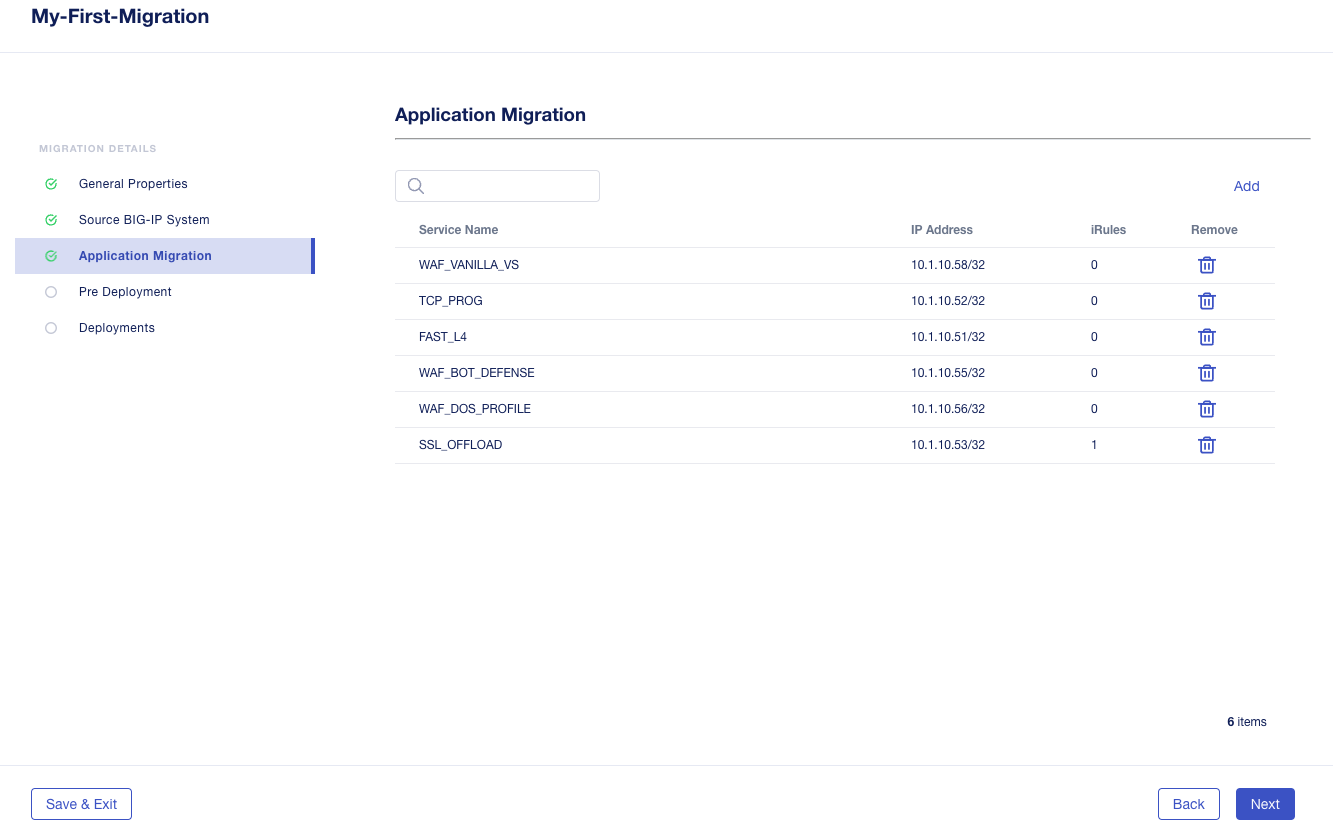 My-First-Migration
MIGRATION DETAILS
General Properties
Source BIG-IP System
Application Migration
Pre Deployment
Deployments
Application Migration
Add
Service Name IP Address iRules Remove
WAF_VANILLA_VS 10.1.10.58/32 0
TCP_PROG 10.1.10.52/32 0
FAST_L4 10.1.10.51/32 0
WAF_BOT_DEFENSE 10.1.10.55/32 0
WAF_DOS_PROFILE 10.1.10.56/32 0
SSL_OFFLOAD 10.1.10.53/32 1
6 items
Save & Exit Back Next